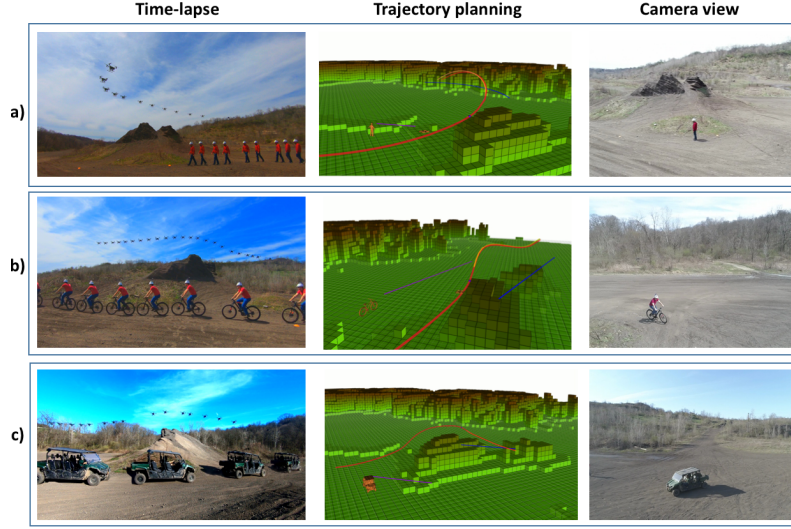 Time-lapse
Trajectory planning
Camera view
a)
b)
c)